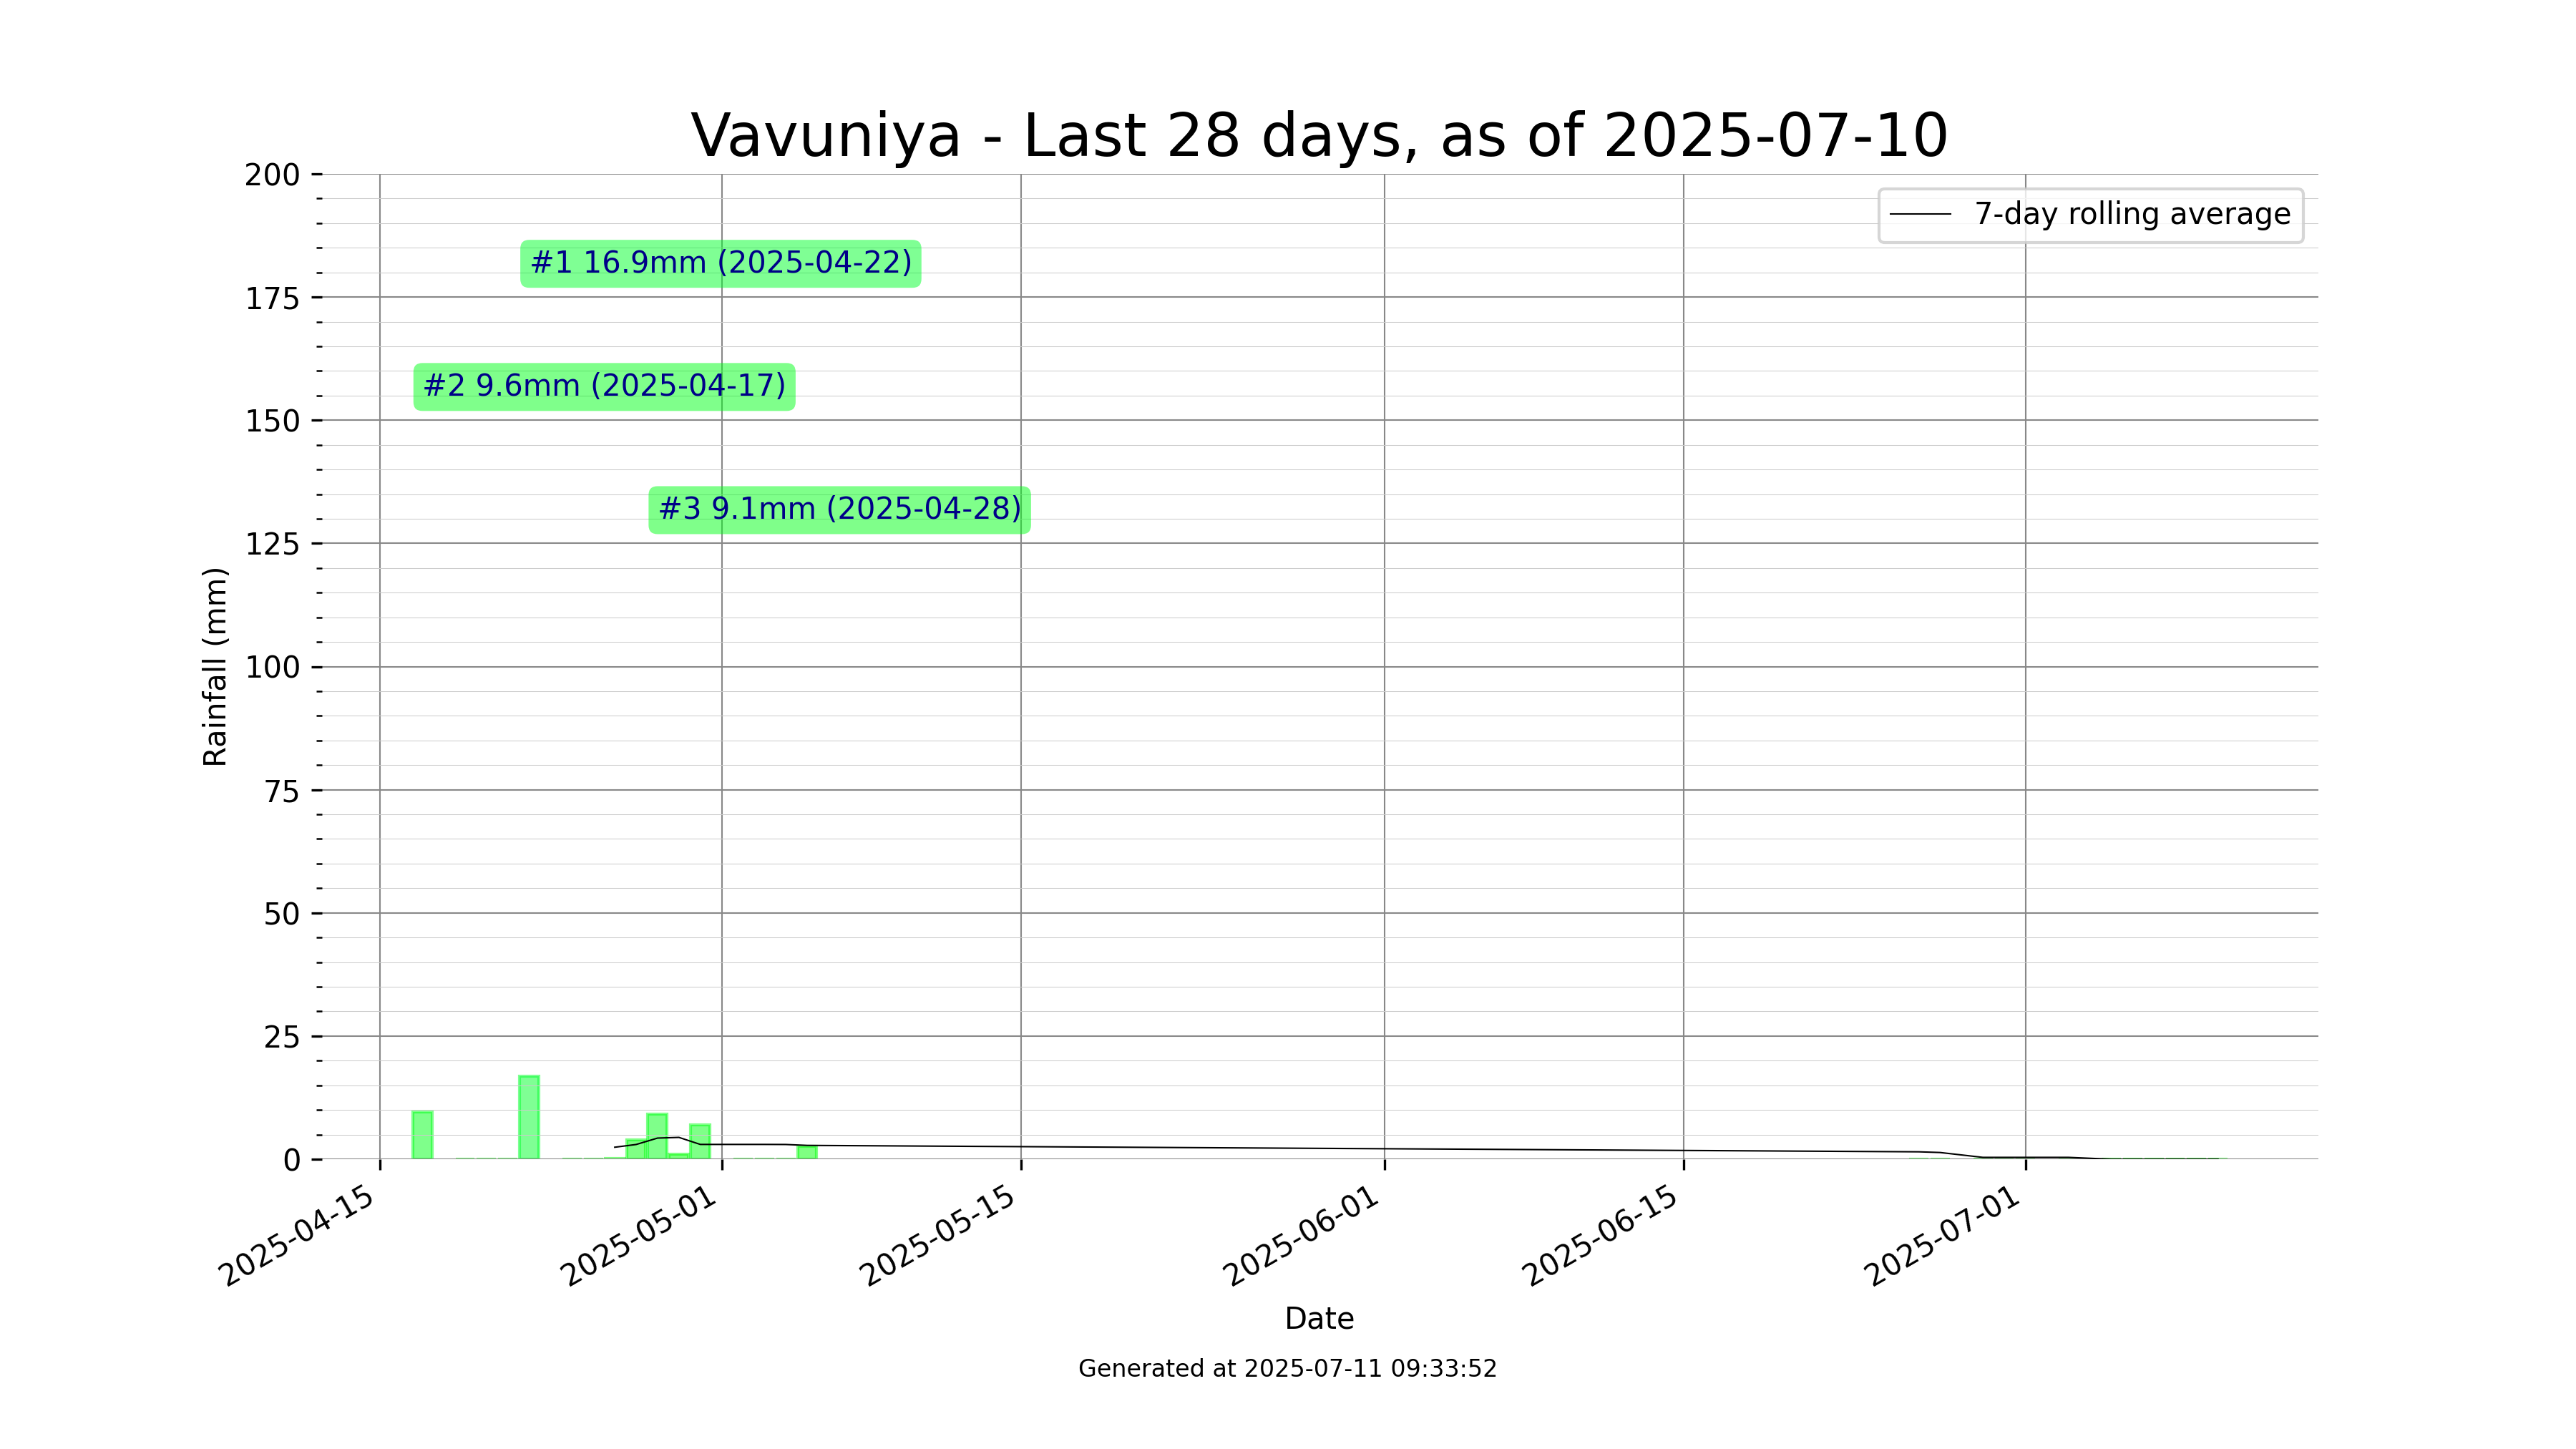 Vavuniya - Last 28 days, as of 2025-07-10
200
175
150
125
100
75
50
25
0
Rainfall (mm)
7-day rolling average
#1 16.9mm (2025-04-22)
#2 9.6mm (2025-04-17)
#3 9.1mm (2025-04-28)
2025-04-15
2025-05-01
2025-05-15
2025-06-01
2025-06-15
2025-07-01
Date
Generated at 2025-07-11 09:33:52